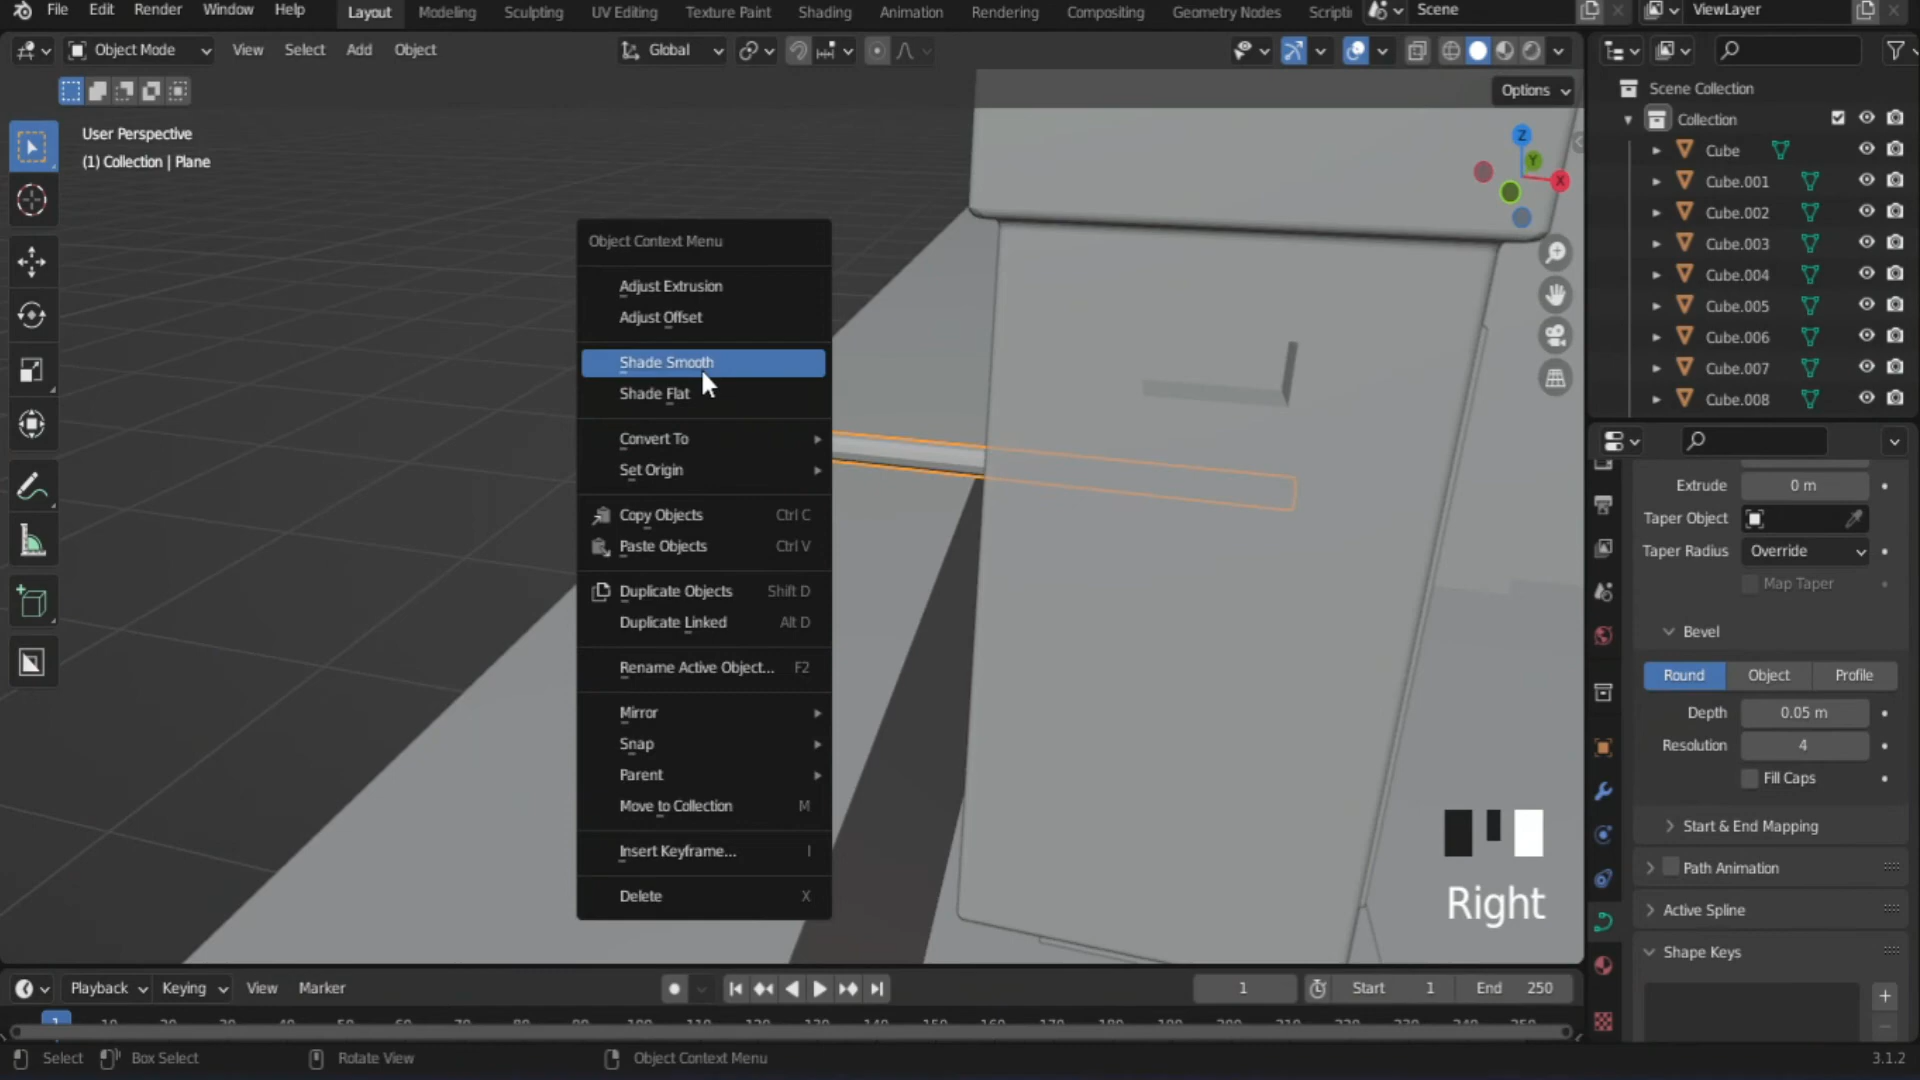 File Edit Render Window Help Layout Modeling Sculpting UV Editing Texture Paint Shading Animation Rendering Compositing Geometry Nodes Scripti Scene ViewLayer
Object Mode View Select Add Object Global
Options
User Perspective
(1) Collection | Plane
Z
Y
X
Object Context Menu
Adjust Extrusion
Adjust Offset
Shade Smooth
Shade Flat
Convert To
Set Origin
Copy Objects Ctrl C
Paste Objects Ctrl V
Duplicate Objects Shift D
Duplicate Linked Alt D
Rename Active Object... F2
Mirror
Snap
Parent
Move to Collection M
Insert Keyframe... I
Delete X
Scene Collection
Collection
Cube
Cube.001
Cube.002
Cube.003
Cube.004
Cube.005
Cube.006
Cube.007
Cube.008
Extrude 0 m
Taper Object
Taper Radius Override
Map Taper
Bevel
Round Object Profile
Depth 0.05 m
Resolution 4
Fill Caps
Start & End Mapping
Path Animation
Active Spline
Shape Keys
Right
Playback Keying View Marker 1 Start 1 End 250
1
Select Box Select Rotate View Object Context Menu 3.1.2